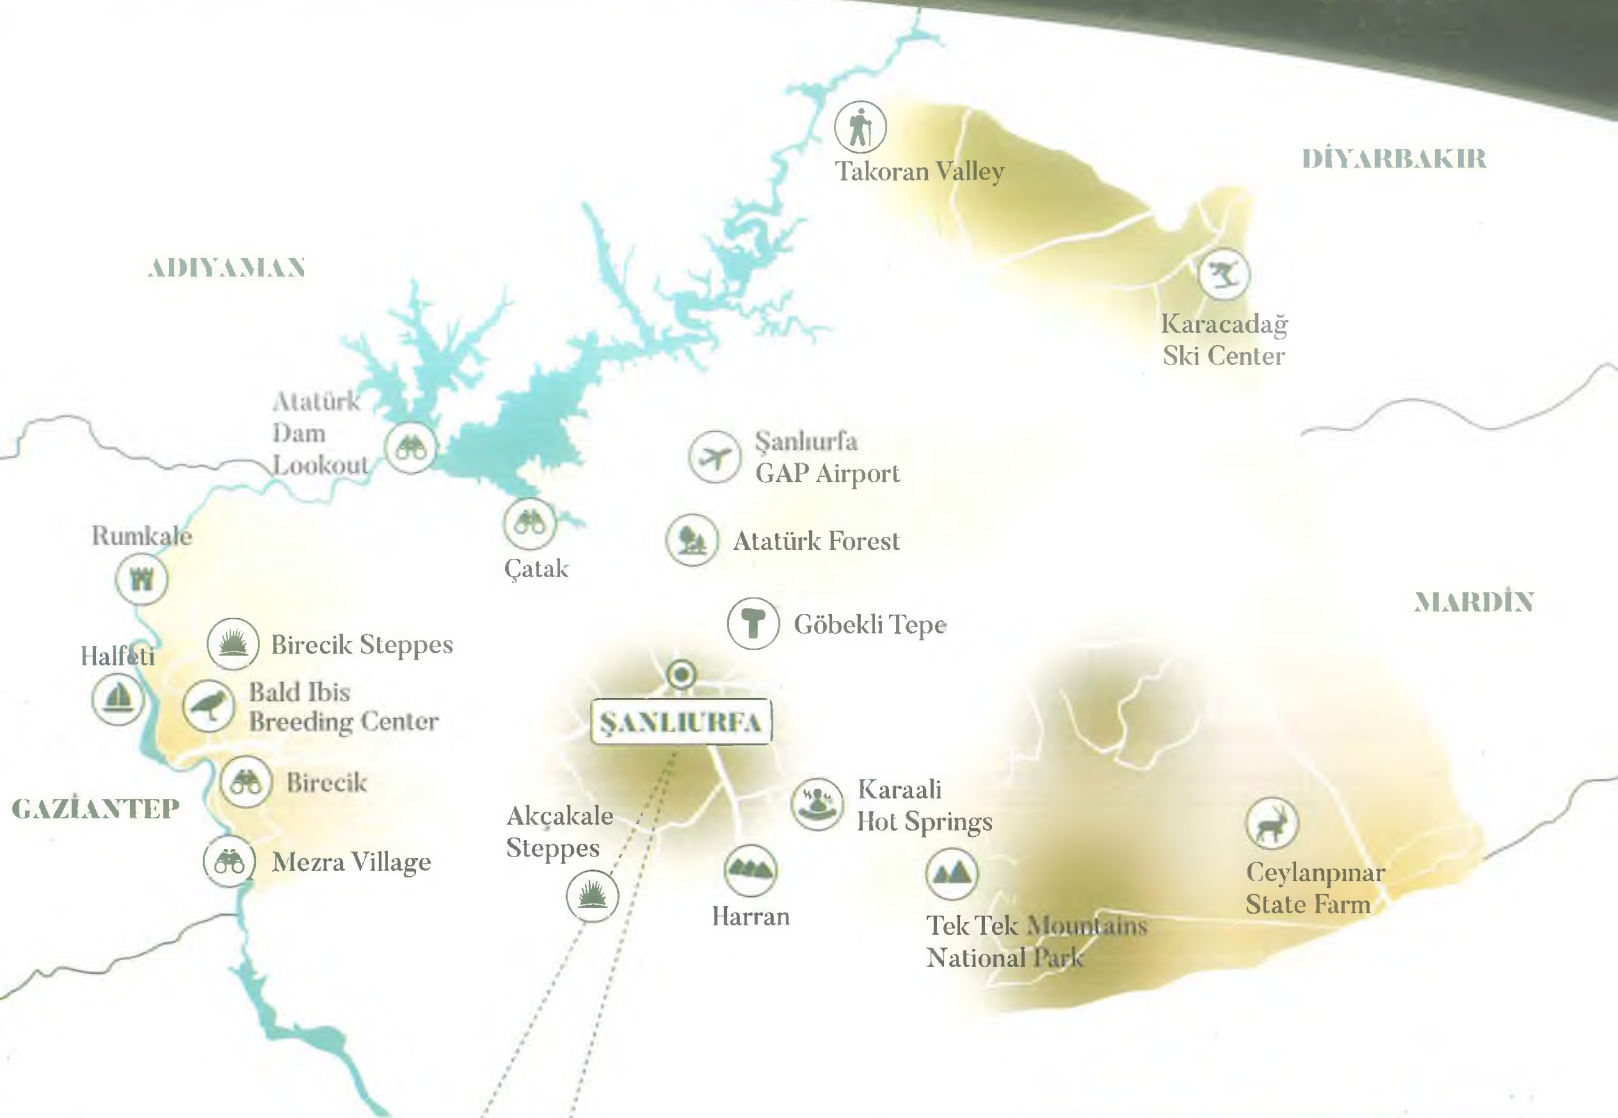 Takoran Valley
DİYARBAKIR
ADIYAMAN
Karacadağ
Ski Center
Atatürk
Dam
Lookout
Şanlıurfa
GAP Airport
Rumkale
Atatürk Forest
Çatak
MARDİN
Göbekli Tepe
Halfeti
Birecik Steppes
Bald Ibis
Breeding Center
ŞANLIURFA
Birecik
GAZİANTEP
Karaali
Hot Springs
Akçakale
Steppes
Mezra Village
Ceylanpınar
State Farm
Harran
Tek Tek Mountains
National Park